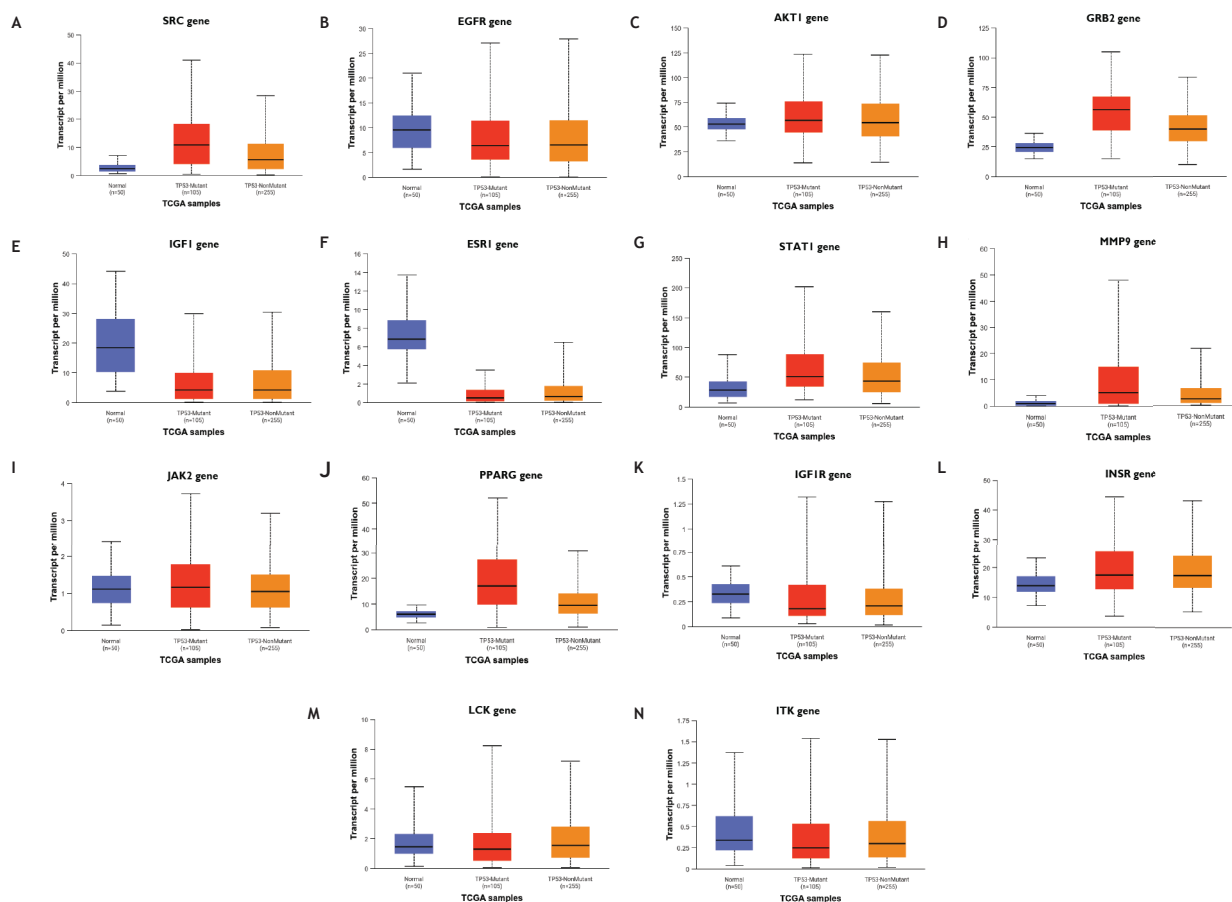 A
SRC gene
Transcript per million
50
40
30
20
10
0
Normal
(n=50)
TP53-Mutant
(n=105)
TP53-NonMutant
(n=255)
TCGA samples
B
EGFR gene
Transcript per million
30
25
20
15
10
5
0
Normal
(n=50)
TP53-Mutant
(n=105)
TP53-NonMutant
(n=255)
TCGA samples
C
AKT1 gene
Transcript per million
150
125
100
75
50
25
0
Normal
(n=50)
TP53-Mutant
(n=105)
TP53-NonMutant
(n=255)
TCGA samples
D
GRB2 gene
Transcript per million
125
100
75
50
25
0
Normal
(n=50)
TP53-Mutant
(n=105)
TP53-NonMutant
(n=255)
TCGA samples
E
IGF1 gene
Transcript per million
50
40
30
20
10
0
Normal
(n=50)
TP53-Mutant
(n=105)
TP53-NonMutant
(n=255)
TCGA samples
F
ESR1 gene
Transcript per million
16
14
12
10
8
6
4
2
0
Normal
(n=50)
TP53-Mutant
(n=105)
TP53-NonMutant
(n=255)
TCGA samples
G
STAT1 gene
Transcript per million
250
200
150
100
50
0
Normal
(n=50)
TP53-Mutant
(n=105)
TP53-NonMutant
(n=255)
TCGA samples
H
MMP9 gene
Transcript per million
60
50
40
30
20
10
0
Normal
(n=50)
TP53-Mutant
(n=105)
TP53-NonMutant
(n=255)
TCGA samples
I
JAK2 gene
Transcript per million
4
3
2
1
0
Normal
(n=50)
TP53-Mutant
(n=105)
TP53-NonMutant
(n=255)
TCGA samples
J
PPARG gene
Transcript per million
60
50
40
30
20
10
0
Normal
(n=50)
TP53-Mutant
(n=105)
TP53-NonMutant
(n=255)
TCGA samples
K
IGF1R gene
Transcript per million
1.5
1.25
1
0.75
0.5
0.25
0
Normal
(n=50)
TP53-Mutant
(n=105)
TP53-NonMutant
(n=255)
TCGA samples
L
INSR gene
Transcript per million
50
40
30
20
10
0
Normal
(n=50)
TP53-Mutant
(n=105)
TP53-NonMutant
(n=255)
TCGA samples
M
LCK gene
Transcript per million
10
8
6
4
2
0
Normal
(n=50)
TP53-Mutant
(n=105)
TP53-NonMutant
(n=255)
TCGA samples
N
ITK gene
Transcript per million
1.75
1.5
1.25
1
0.75
0.5
0.25
0
Normal
(n=50)
TP53-Mutant
(n=105)
TP53-NonMutant
(n=255)
TCGA samples